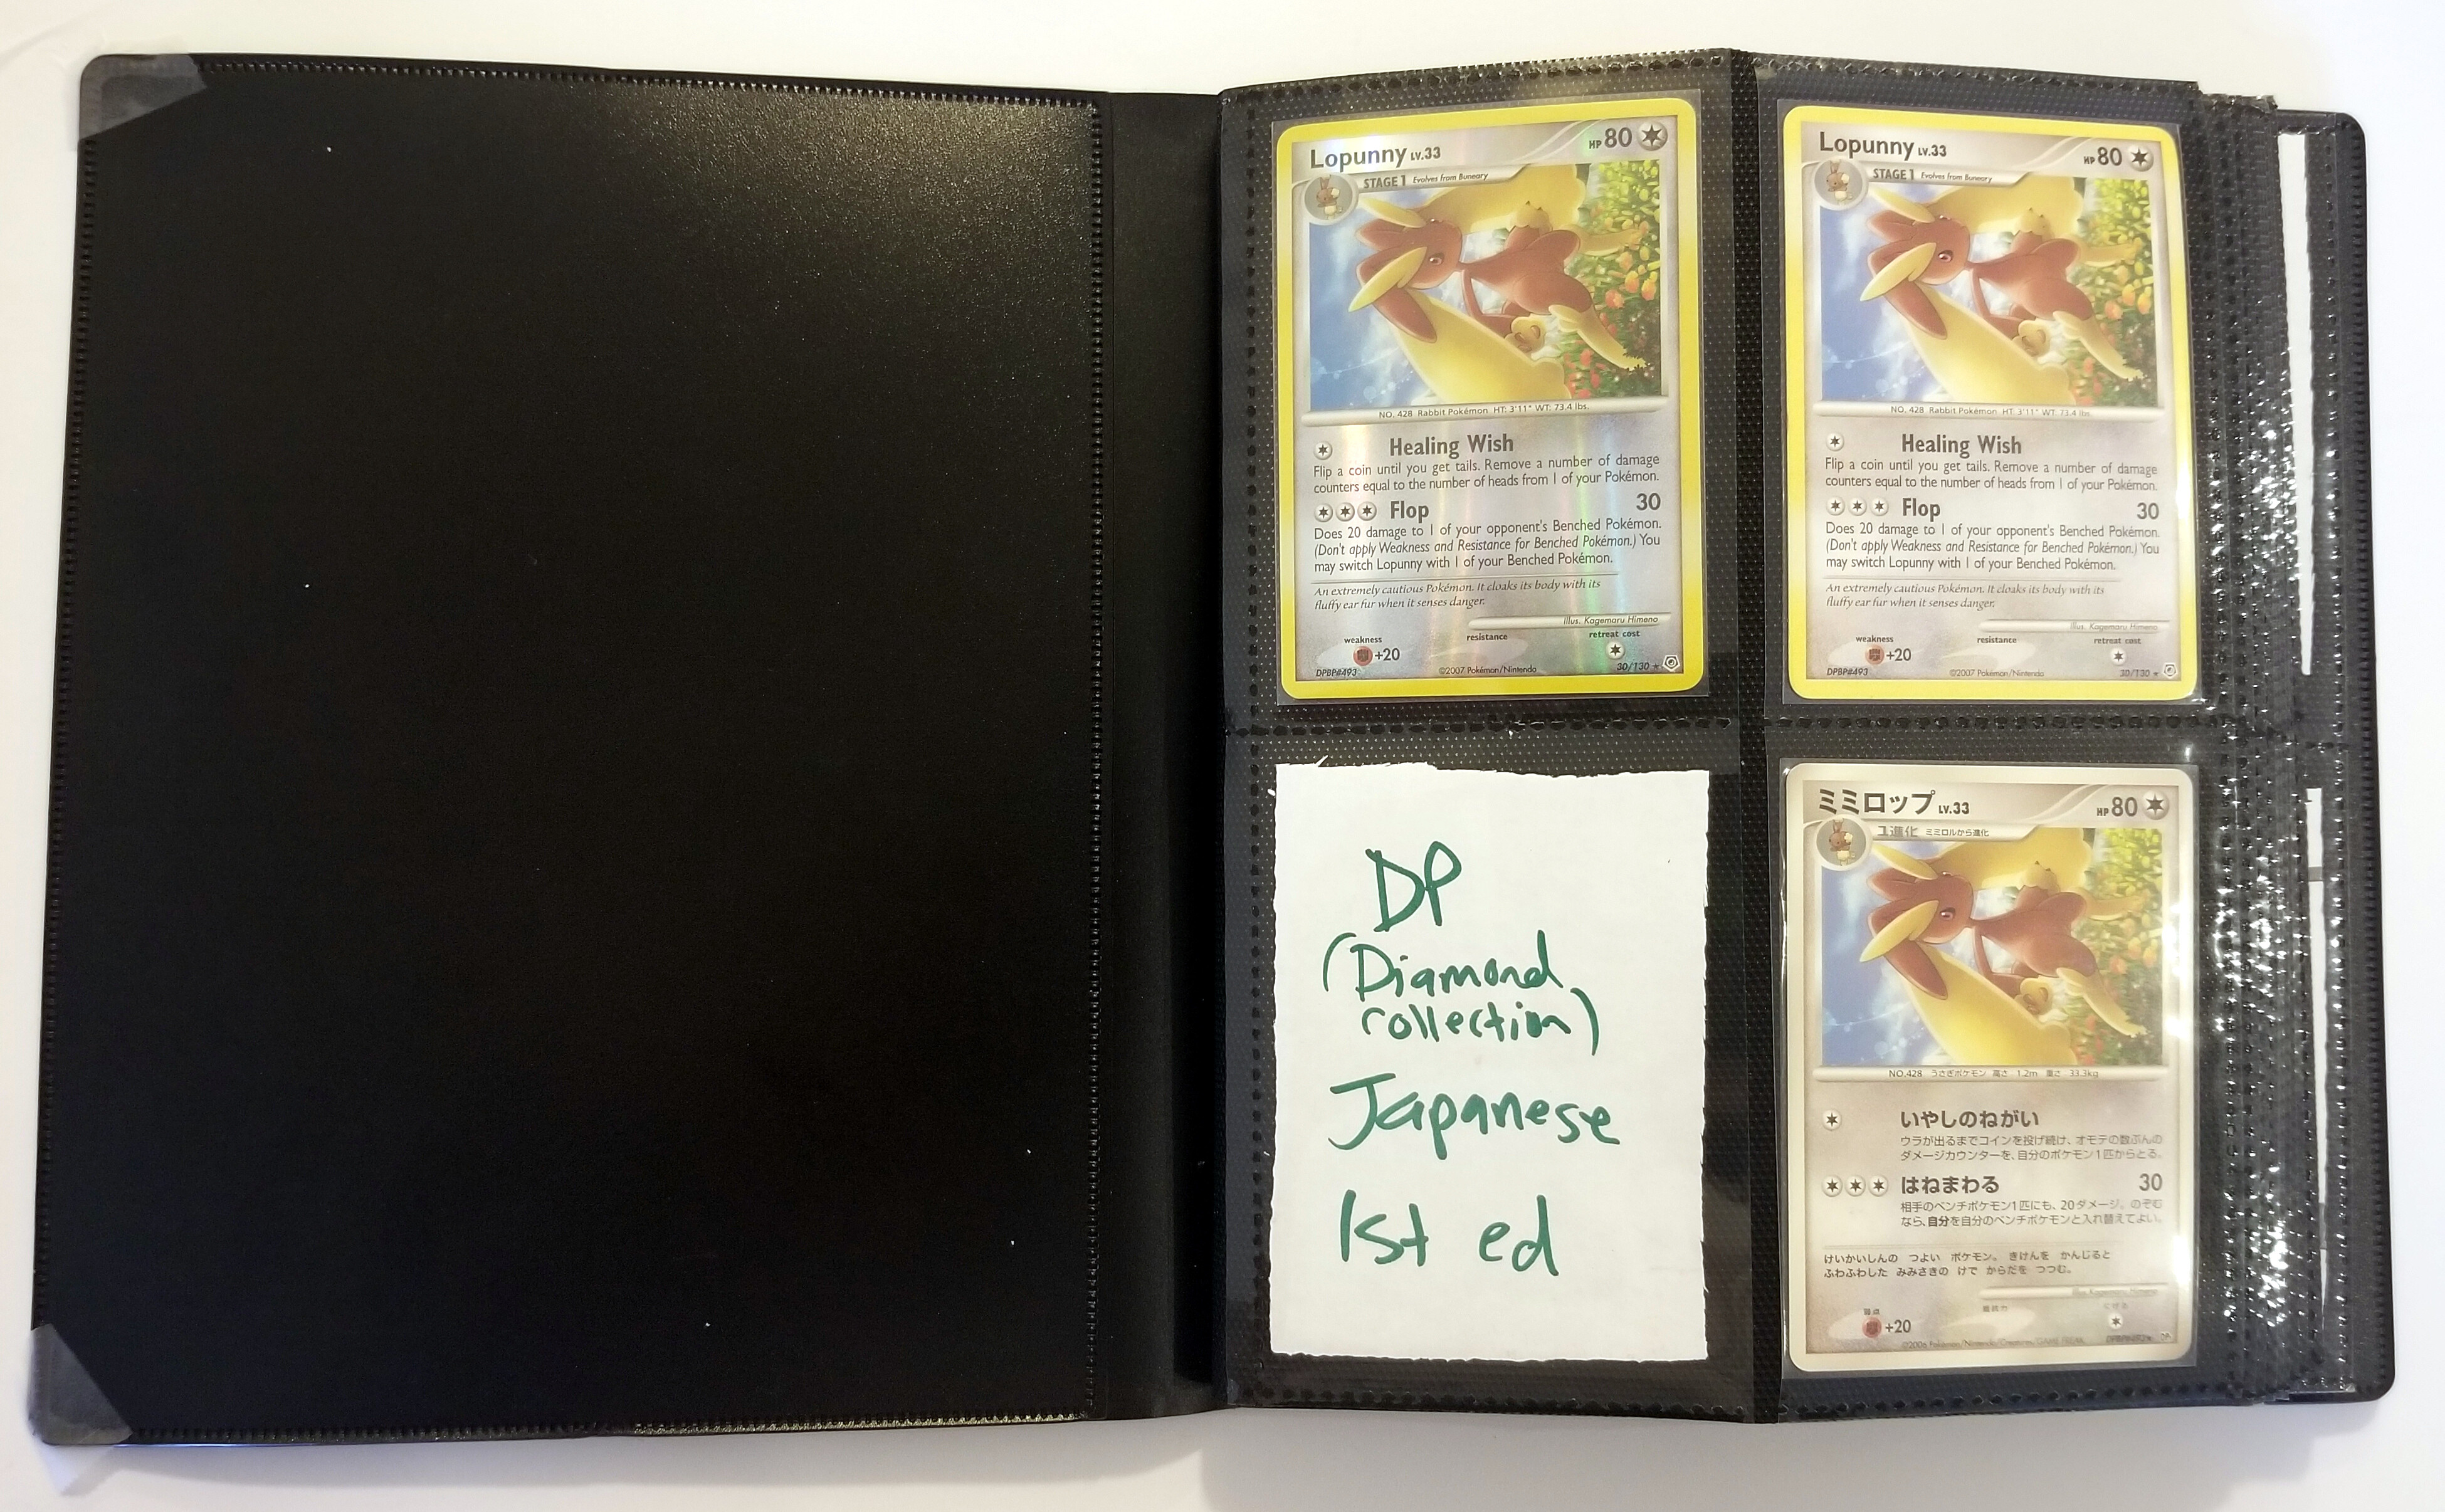 Lopunny LV.33 HP 80
STAGE 1 Evolves from Buneary
NO. 428 Rabbit Pokémon HT: 3'11" WT: 73.4 lbs.
Healing Wish
Flip a coin until you get tails. Remove a number of damage
counters equal to the number of heads from 1 of your Pokémon.
Flop 30
Does 20 damage to 1 of your opponent's Benched Pokémon.
(Don't apply Weakness and Resistance for Benched Pokémon.) You
may switch Lopunny with 1 of your Benched Pokémon.
An extremely cautious Pokémon. It cloaks its body with its
fluffy ear fur when it senses danger.
Illus. Kagemaru Himeno
weakness resistance retreat cost
+20
DPBP#493 ©2007 Pokémon/Nintendo 30/130 ★
Lopunny LV.33 HP 80
STAGE 1 Evolves from Buneary
NO. 428 Rabbit Pokémon HT: 3'11" WT: 73.4 lbs.
Healing Wish
Flip a coin until you get tails. Remove a number of damage
counters equal to the number of heads from 1 of your Pokémon.
Flop 30
Does 20 damage to 1 of your opponent's Benched Pokémon.
(Don't apply Weakness and Resistance for Benched Pokémon.) You
may switch Lopunny with 1 of your Benched Pokémon.
An extremely cautious Pokémon. It cloaks its body with its
fluffy ear fur when it senses danger.
Illus. Kagemaru Himeno
weakness resistance retreat cost
+20
DPBP#493 ©2007 Pokémon/Nintendo 30/130 ★
DP
(Diamond
collection)
Japanese
1st ed
ミミロップ LV.33 HP 80
1進化 ミミロルから進化
NO.428 うさぎポケモン 高さ 1.2m 重さ 33.3kg
いやしのねがい
ウラが出るまでコインを投げ続け、オモテの数ぶんの
ダメージカウンターを、自分のポケモン1匹からとる。
はねまわる 30
相手のベンチポケモン1匹にも、20ダメージ。のぞむ
なら、自分を自分のベンチポケモンと入れ替えてよい。
けいかいしんの つよい ポケモン。 きけんを かんじると
ふわふわした みみさきの けで からだを つつむ。
Illus. Kagemaru Himeno
弱点 抵抗力 にげる
+20
©2006 Pokémon/Nintendo/Creatures/GAME FREAK